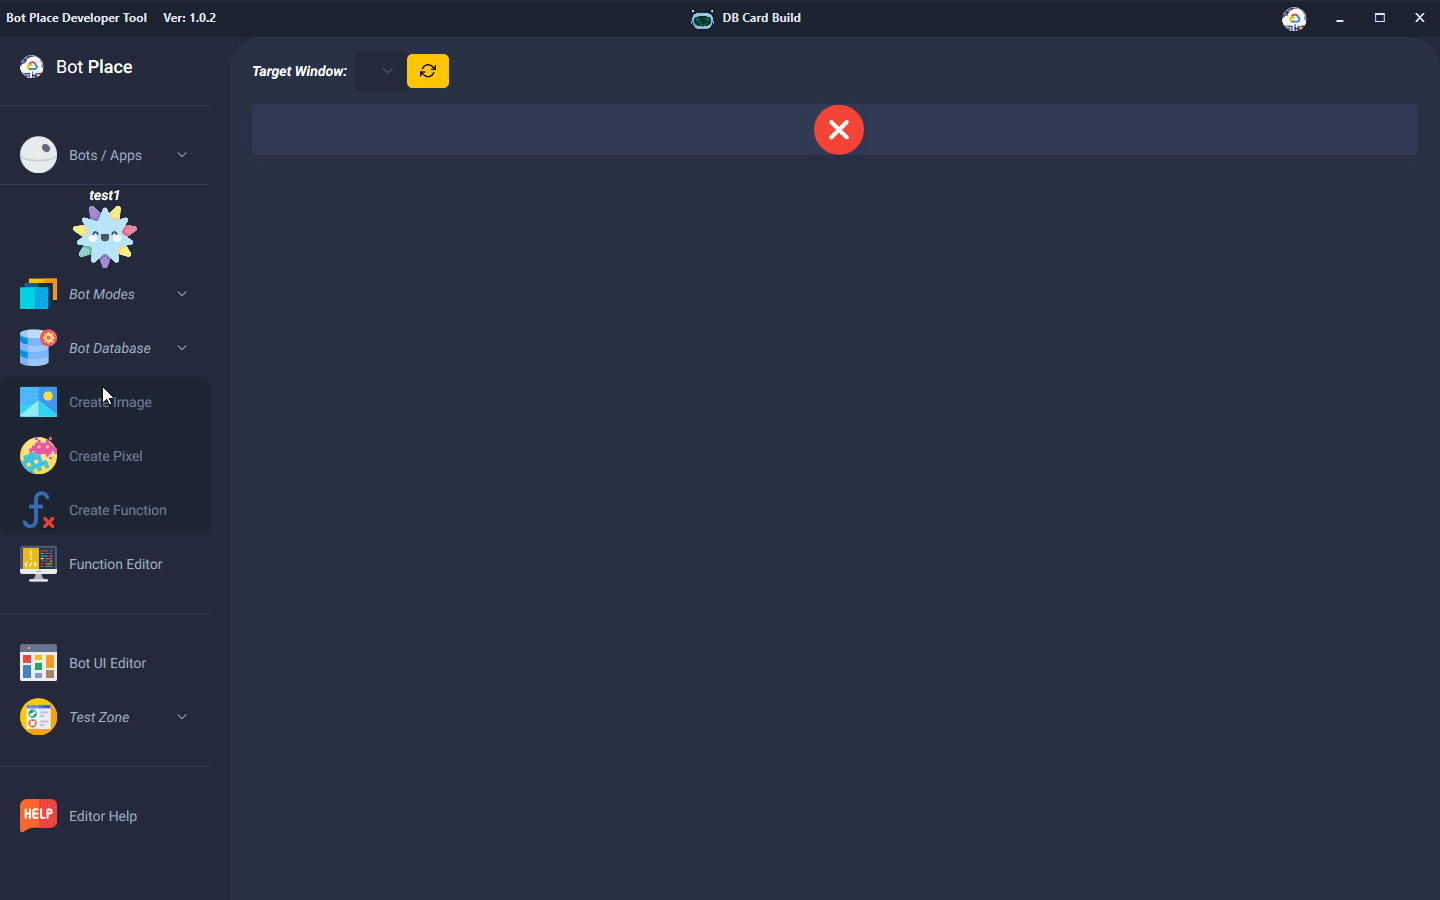 Bot Place Developer Tool Ver: 1.0.2
DB Card Build
Bot Place
Target Window:
Bots / Apps
test1
Bot Modes
Bot Database
Create Image
Create Pixel
Create Function
Function Editor
Bot UI Editor
Test Zone
HELP
Editor Help